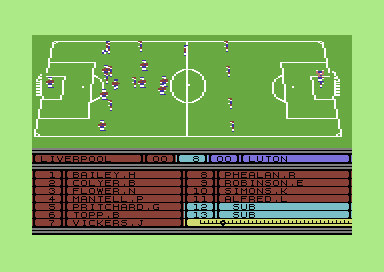 LIVERPOOL 00 8 00 LUTON
1 BAILEY.H 8 PHEALAN.R
2 COLYER.B 9 ROBINSON.E
3 FLOWER.N 10 SIMONS.K
4 MANTELL.P 11 ALFRED.L
5 PRITCHARD.G 12 SUB
6 TOPP.B 13 SUB
7 VICKERS.J